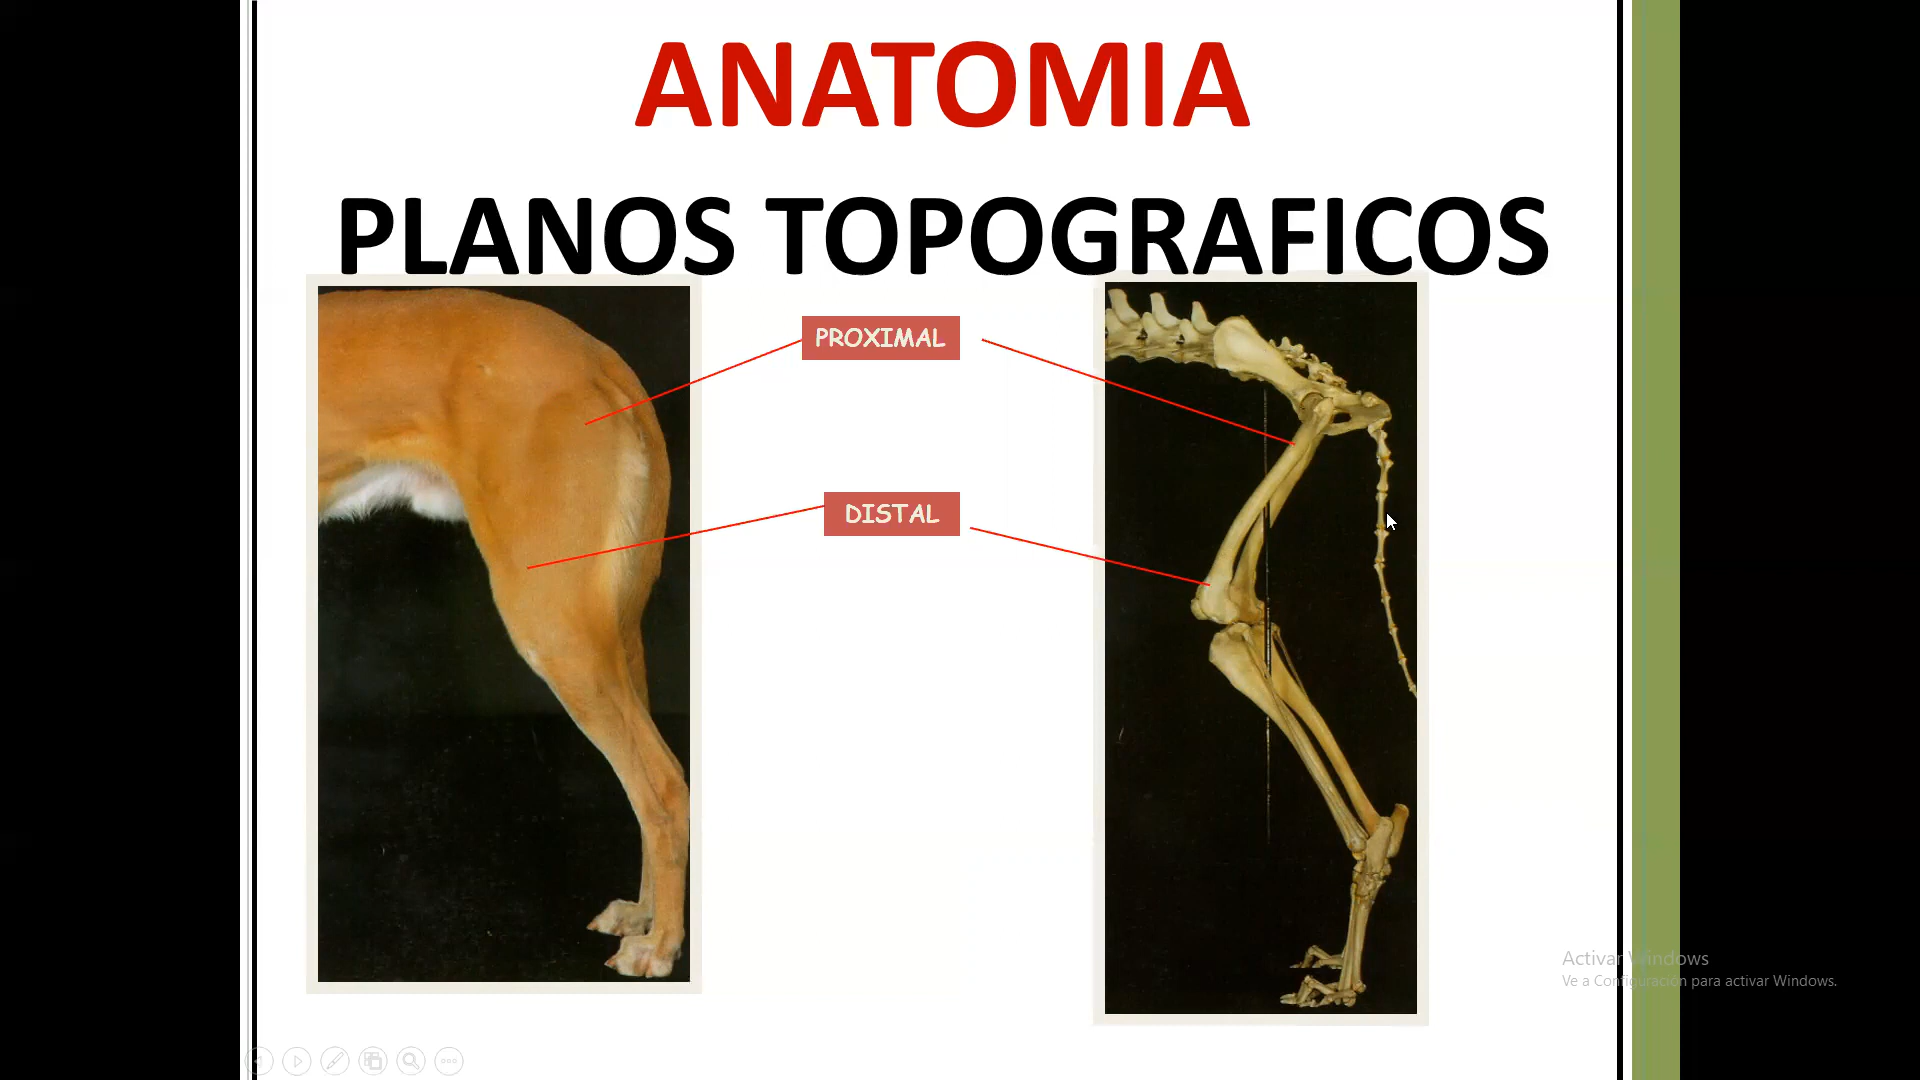 ANATOMIA
PLANOS TOPOGRAFICOS
PROXIMAL
DISTAL
Activar Windows
Ve a Configuración para activar Windows.